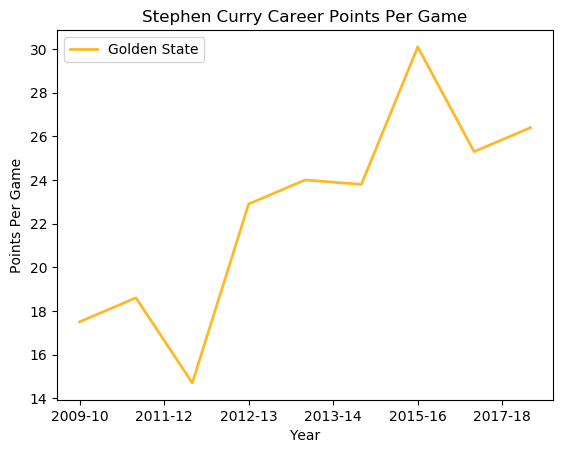 Stephen Curry Career Points Per Game
Golden State
30
28
26
24
22
20
18
16
14
Points Per Game
2009-10 2011-12 2012-13 2013-14 2015-16 2017-18
Year